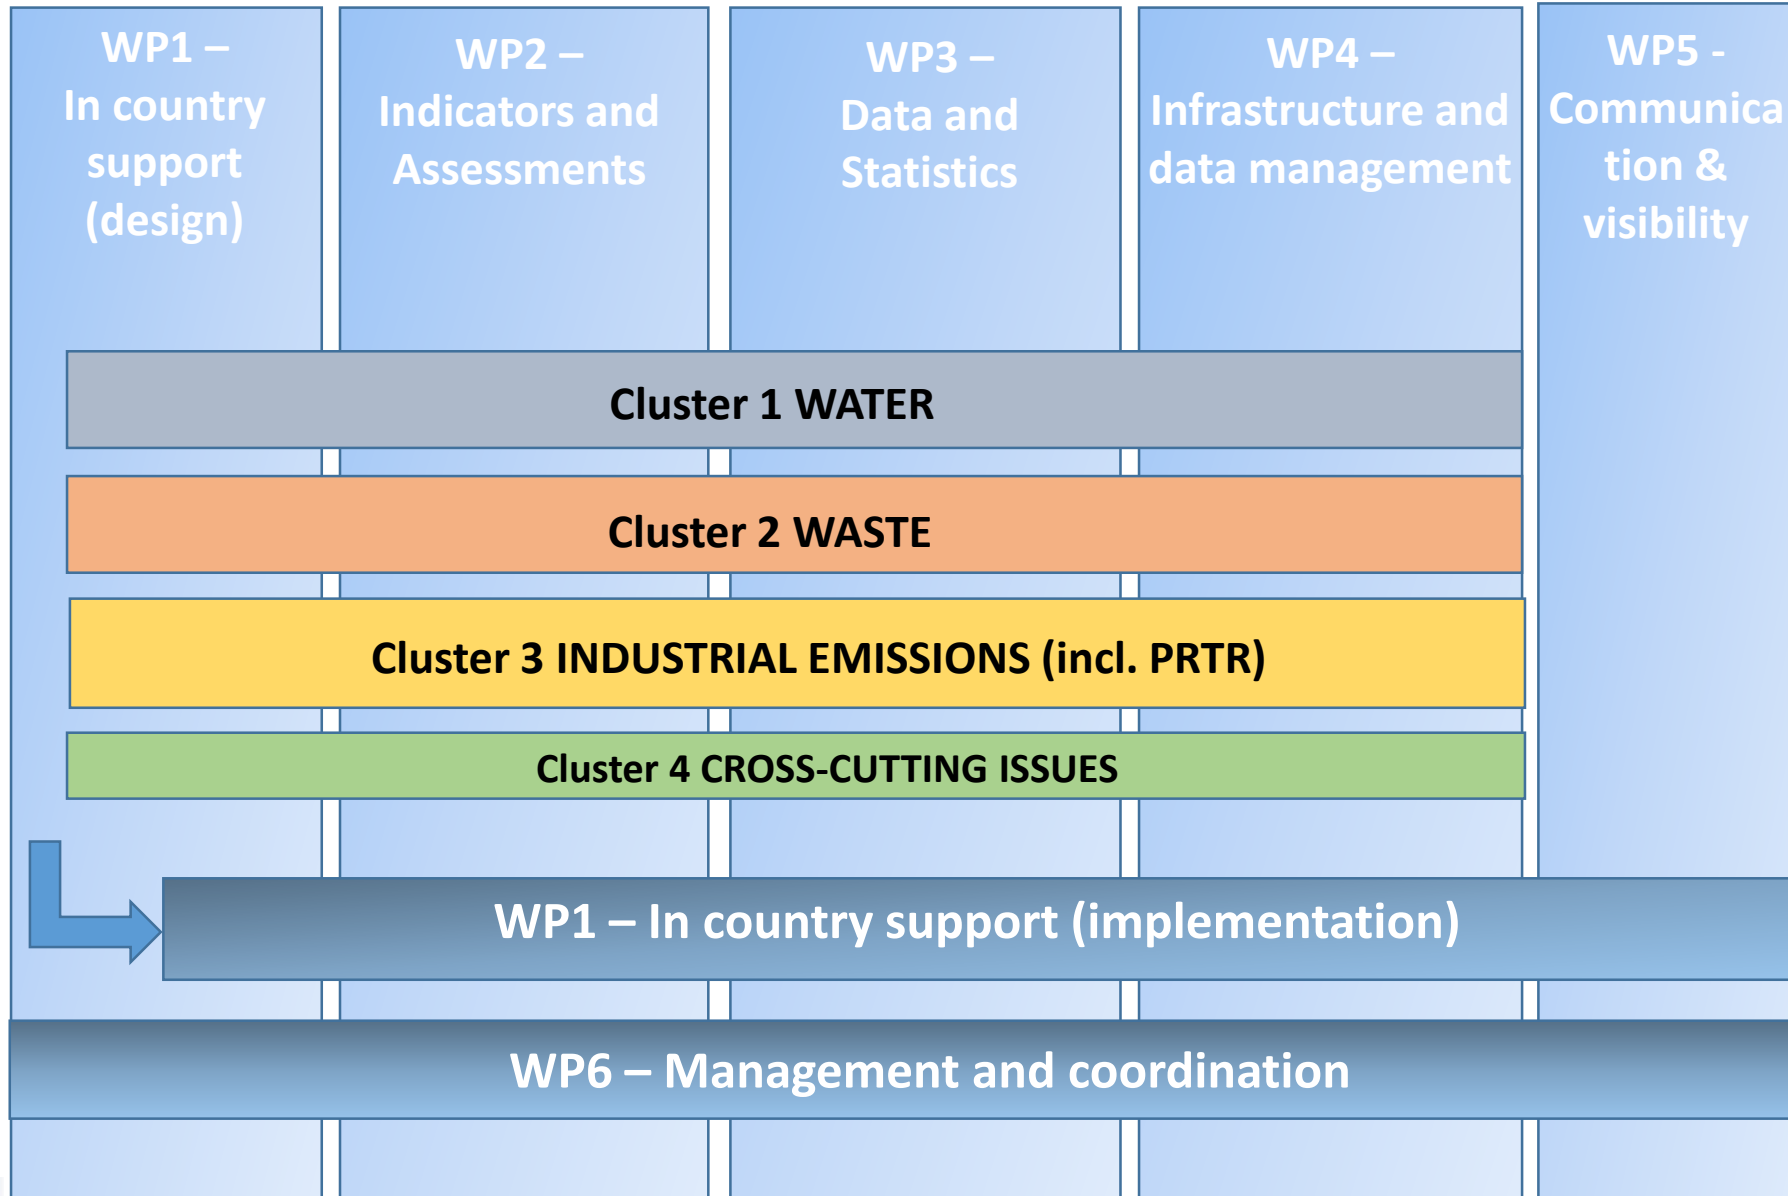 WP1 –
In country
support
(design)
WP2 –
Indicators and
Assessments
WP3 –
Data and
Statistics
WP4 –
Infrastructure and
data management
WP5 -
Communica
tion &
visibility
Cluster 1 WATER
Cluster 2 WASTE
Cluster 3 INDUSTRIAL EMISSIONS (incl. PRTR)
Cluster 4 CROSS-CUTTING ISSUES
WP1 – In country support (implementation)
WP6 – Management and coordination